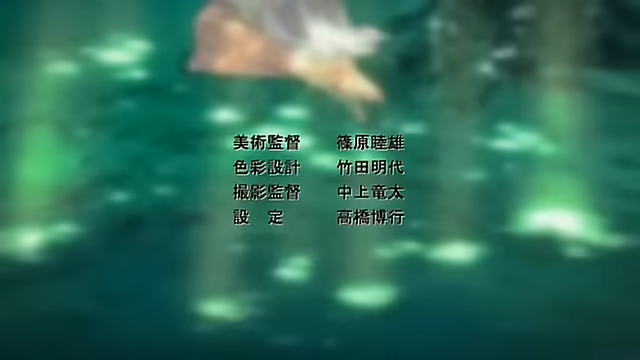 美術監督 篠原睦雄
色彩設計 竹田明代
撮影監督 中上竜太
設 定 高橋博行